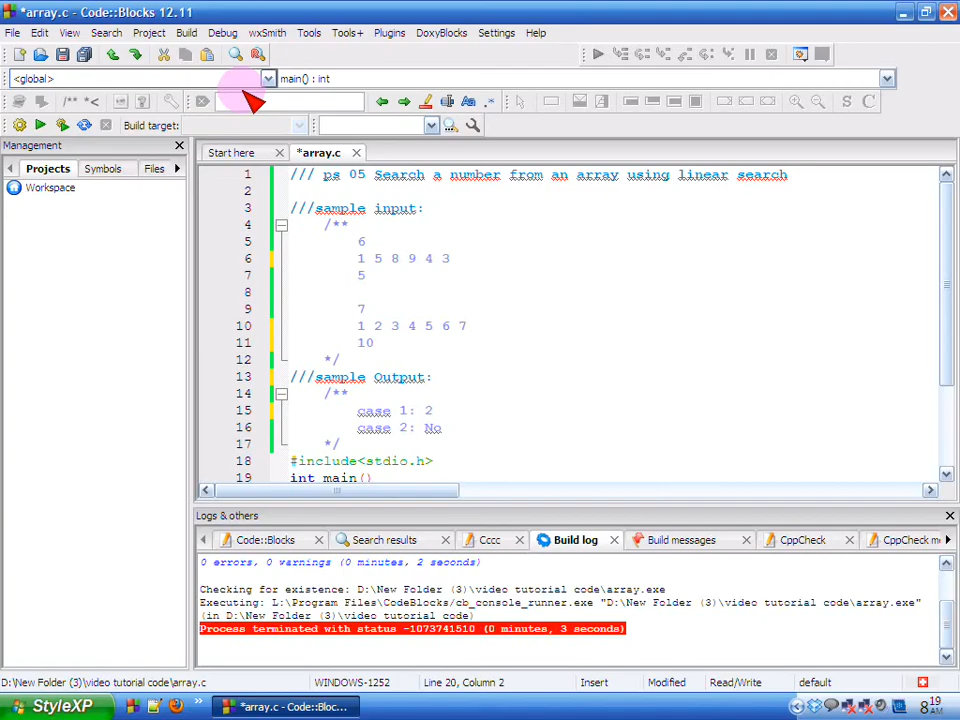 *array.c - Code::Blocks 12.11
File Edit View Search Project Build Debug wxSmith Tools Tools+ Plugins DoxyBlocks Settings Help
<global> main() : int
/** *< Aa .* S C
Build target:
Management
Projects Symbols Files
Workspace
Start here *array.c
1 /// ps 05 Search a number from an array using linear search
2
3 ///sample input:
4 /**
5 6
6 1 5 8 9 4 3
7 5
8
9 7
10 1 2 3 4 5 6 7
11 10
12 */
13 ///sample Output:
14 /**
15 case 1: 2
16 case 2: No
17 */
18 #include<stdio.h>
19 int main()
Logs & others
Code::Blocks Search results Cccc Build log Build messages CppCheck CppCheck me
0 errors, 0 warnings (0 minutes, 2 seconds)
Checking for existence: D:\New Folder (3)\video tutorial code\array.exe
Executing: L:\Program Files\CodeBlocks/cb_console_runner.exe "D:\New Folder (3)\video tutorial code\array.exe"
(in D:\New Folder (3)\video tutorial code)
Process terminated with status -1073741510 (0 minutes, 3 seconds)
D:\New Folder (3)\video tutorial code\array.c WINDOWS-1252 Line 20, Column 2 Insert Modified Read/Write default
StyleXP *array.c - Code::Bloc... 8 19 AM